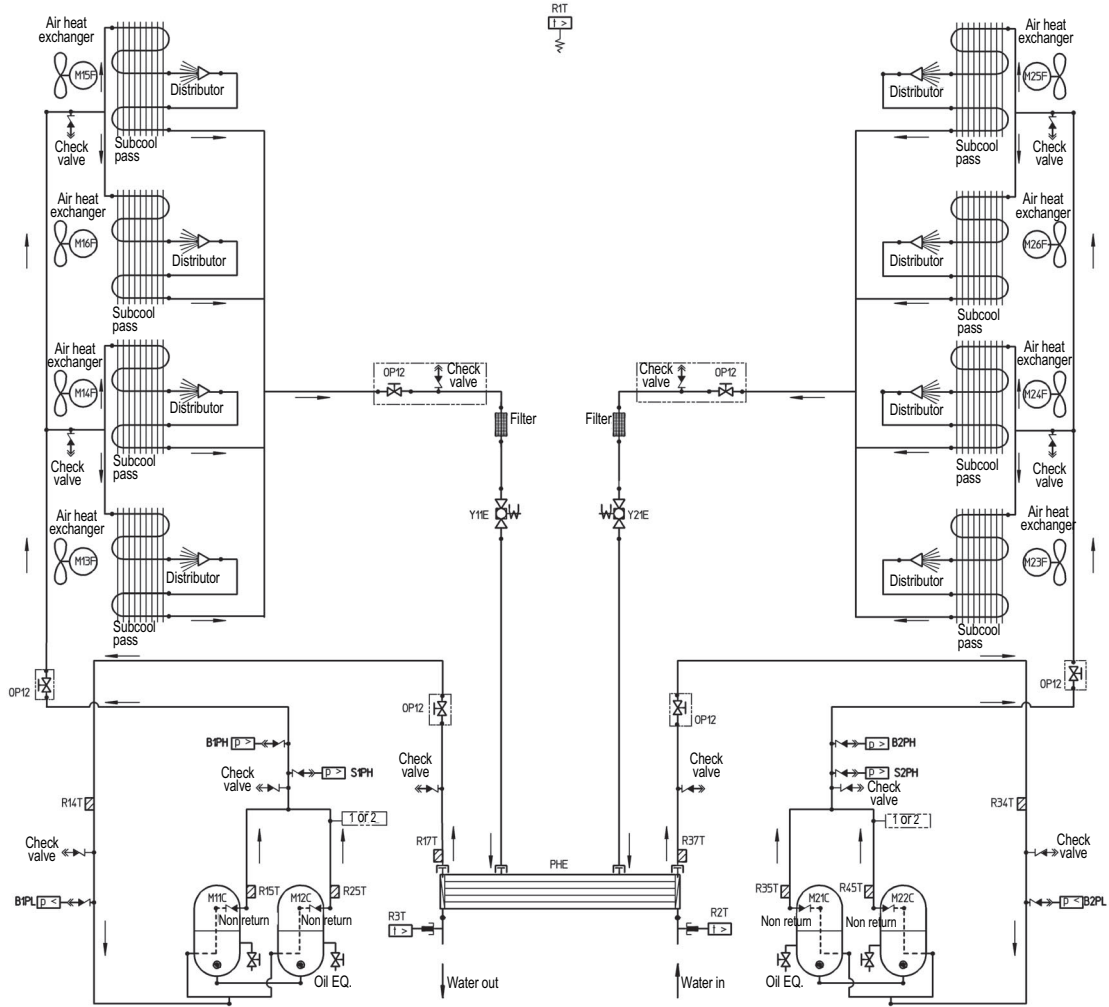 R1T
t >
Air heat
exchanger
M15F
Distributor
Check
valve
Subcool
pass
Air heat
exchanger
M25F
Distributor
Check
valve
Subcool
pass
Air heat
exchanger
M16F
Distributor
Subcool
pass
Air heat
exchanger
M26F
Distributor
Subcool
pass
Air heat
exchanger
M14F
Distributor
Check
valve
Subcool
pass
OP12
Check
valve
Filter
Check
valve
OP12
Filter
Air heat
exchanger
M24F
Distributor
Check
valve
Subcool
pass
Y11E
Y21E
Air heat
exchanger
M13F
Distributor
Subcool
pass
Air heat
exchanger
M23F
Distributor
Subcool
pass
OP12
OP12
OP12
OP12
B1PH
p >
p >
S1PH
Check
valve
Check
valve
Check
valve
p >
B2PH
p >
S2PH
Check
valve
R14T
1 or 2
1 or 2
R34T
Check
valve
R17T
PHE
R37T
Check
valve
B1PL
p <
M11C
R15T
M12C
R25T
Non return
Non return
R35T
M21C
R45T
M22C
Non return
Non return
p <
B2PL
R3T
t >
R2T
t >
Oil EQ.
Water out
Water in
Oil EQ.